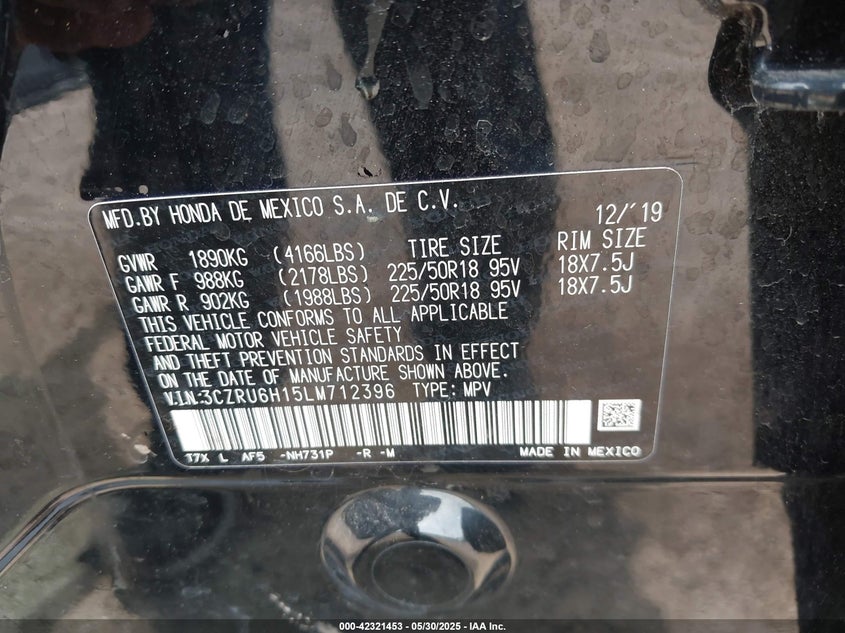 MFD.BY HONDA DE MEXICO S.A. DE C.V. 12/'19
GVWR 1890KG (4166LBS) TIRE SIZE RIM SIZE
GAWR F 988KG (2178LBS) 225/50R18 95V 18X7.5J
GAWR R 902KG (1988LBS) 225/50R18 95V 18X7.5J
THIS VEHICLE CONFORMS TO ALL APPLICABLE
FEDERAL MOTOR VEHICLE SAFETY
AND THEFT PREVENTION STANDARDS IN EFFECT
ON THE DATE OF MANUFACTURE SHOWN ABOVE.
V.I.N.:3CZRU6H15LM712396 TYPE: MPV
T7X L AF5 -NH731P -R -M MADE IN MEXICO
000-42321453 - 05/30/2025 - IAA Inc.